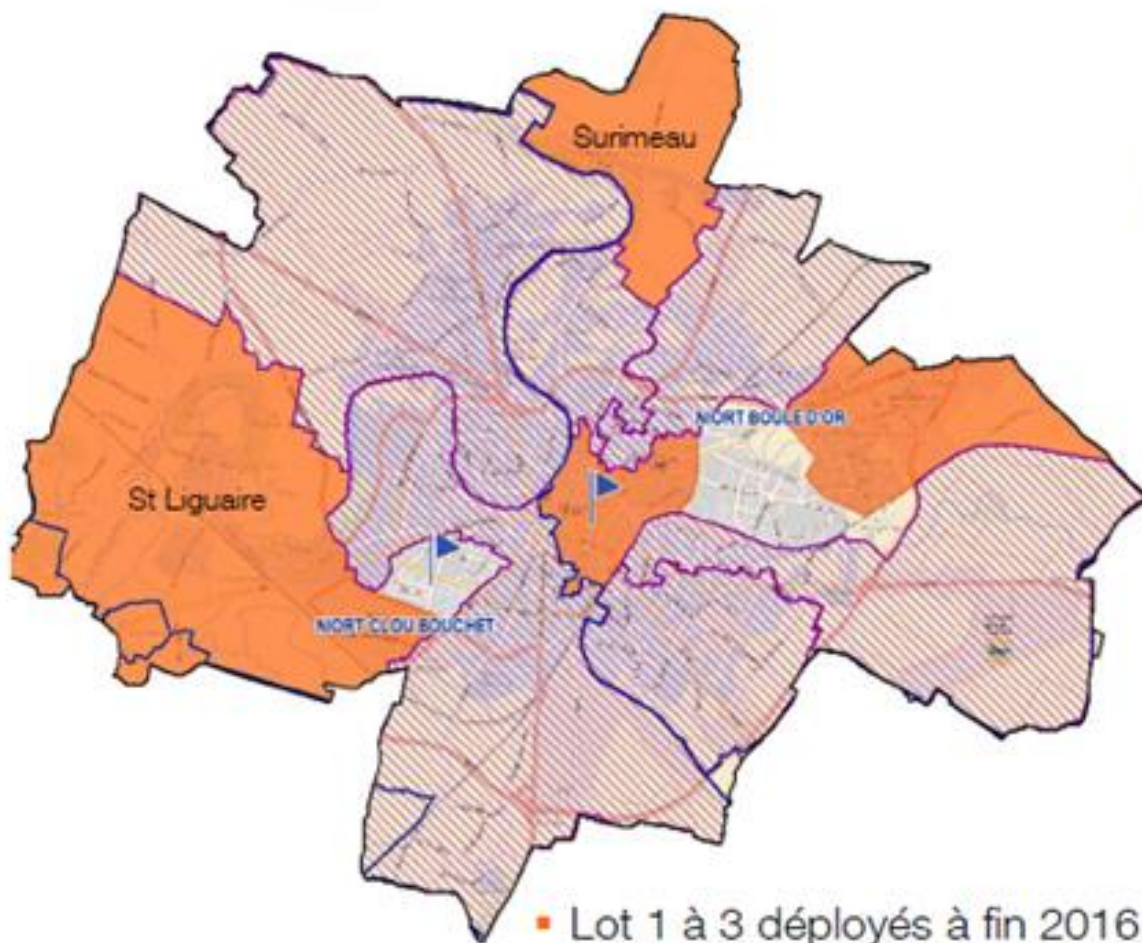 Surimeau
NIORT BOULE D'OR
St Liguaire
NIORT CLOU BOUCHET
▪ Lot 1 à 3 déployés à fin 2016